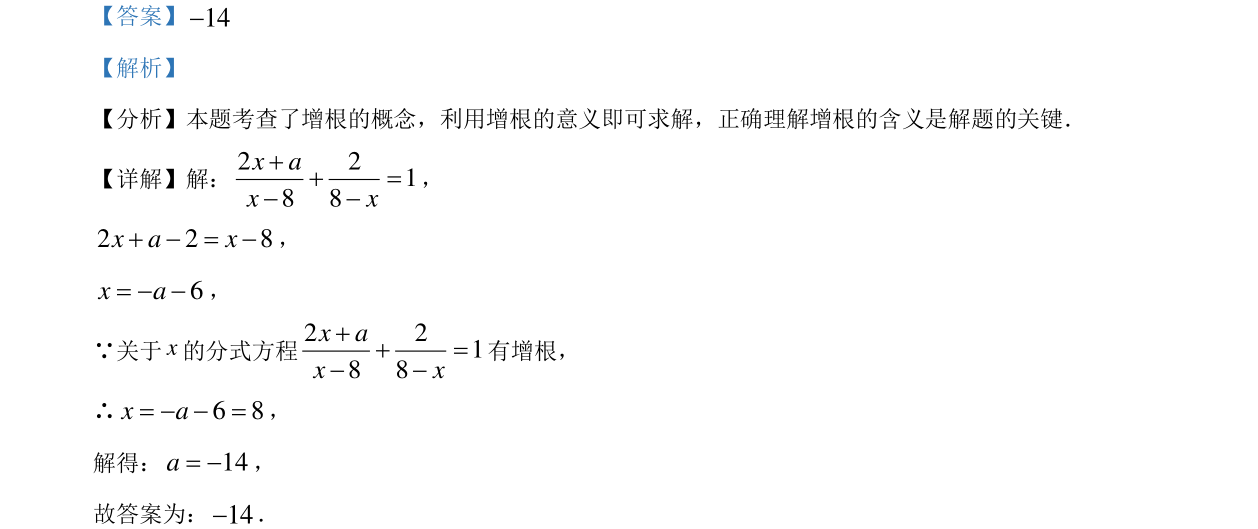 【答案】−14
【解析】
【分析】本题考查了增根的概念，利用增根的意义即可求解，正确理解增根的含义是解题的关键．
【详解】解：$\frac{2x+a}{x-8}+\frac{2}{8-x}=1$，
$2x+a-2=x-8$，
$x=-a-6$，
∵关于 $x$ 的分式方程$\frac{2x+a}{x-8}+\frac{2}{8-x}=1$有增根，
∴ $x=-a-6=8$，
解得：$a=-14$，
故答案为：−14．